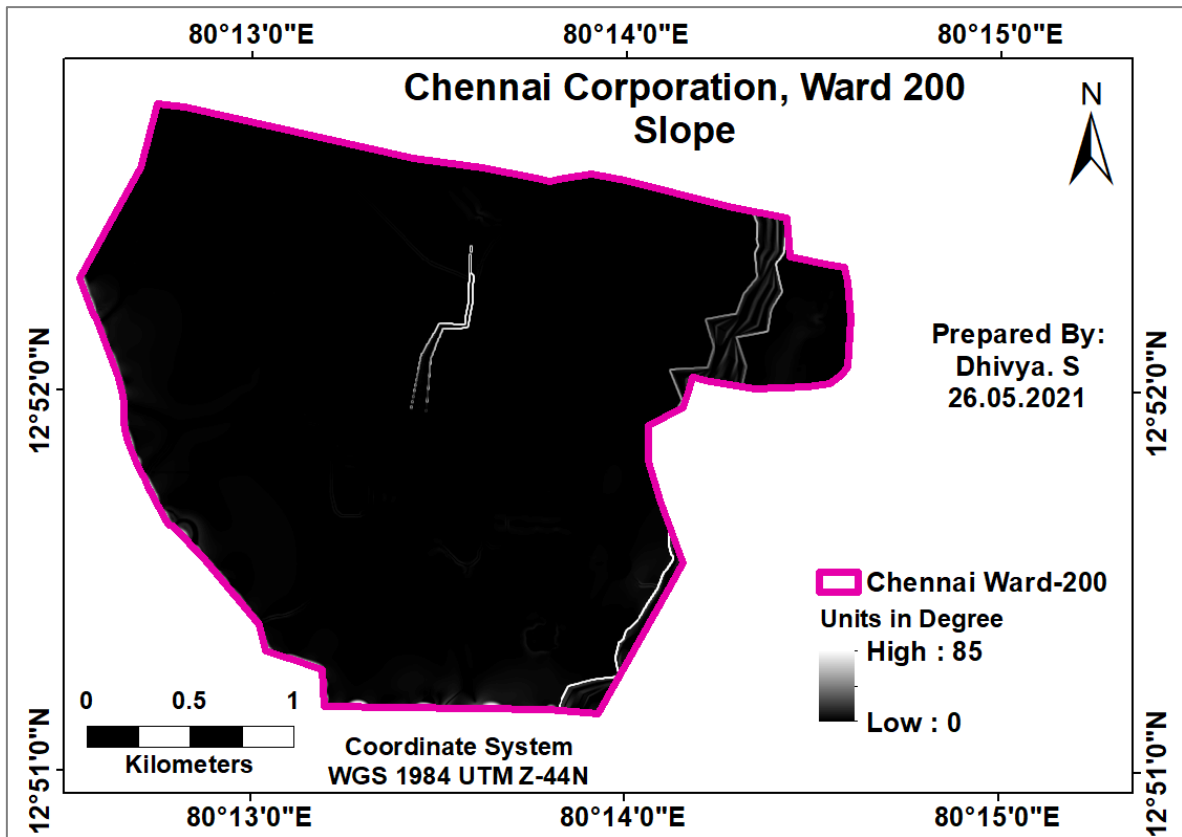 80°13'0"E
80°14'0"E
80°15'0"E
Chennai Corporation, Ward 200
Slope
N
Prepared By:
Dhivya. S
26.05.2021
12°52'0"N
12°52'0"N
Chennai Ward-200
Units in Degree
High : 85
Low : 0
0 0.5 1
Kilometers
Coordinate System
WGS 1984 UTM Z-44N
12°51'0"N
12°51'0"N
80°13'0"E
80°14'0"E
80°15'0"E